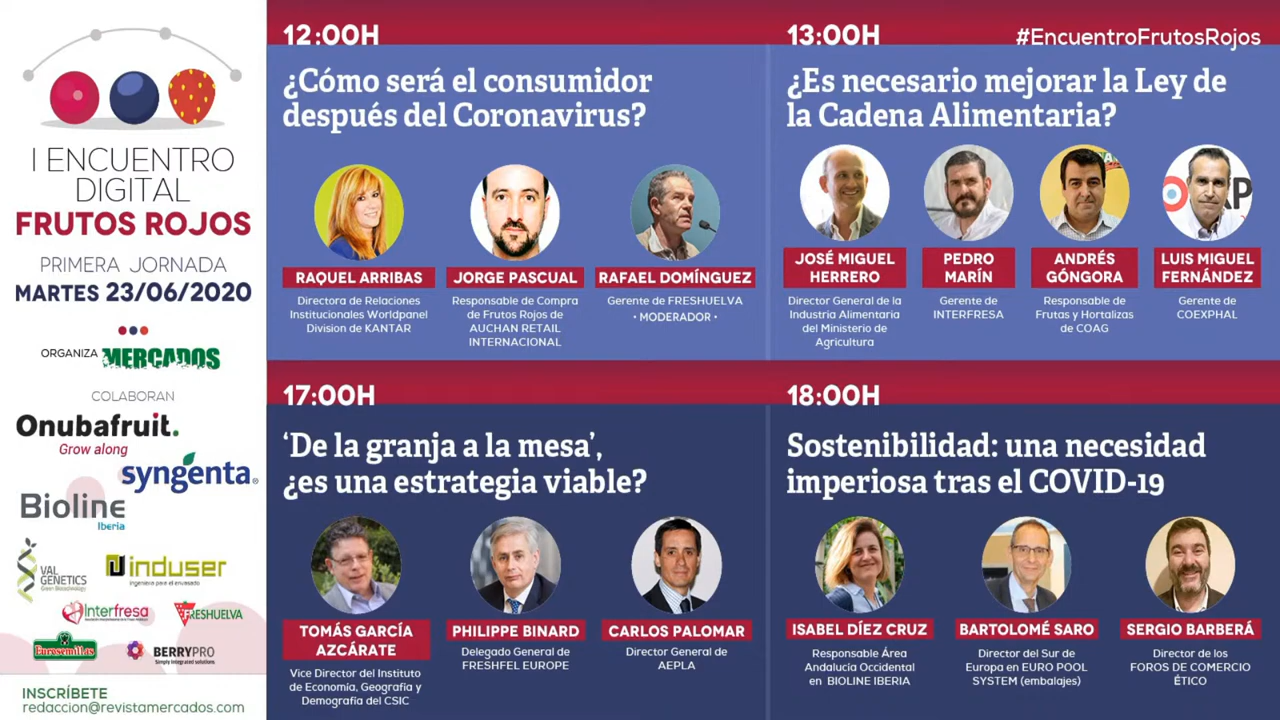 I ENCUENTRO
DIGITAL
FRUTOS ROJOS
PRIMERA JORNADA
MARTES 23/06/2020
ORGANIZA MERCADOS
COLABORAN
Onubafruit.
Grow along
syngenta®
Bioline
Iberia
VAL
GENETICS
Green Biotechnology
induser
ingeniería para el envasado
Interfresa
FRESHUELVA
Eurosemillas
BERRYPRO
Simply integrated solutions
INSCRÍBETE
redaccion@revistamercados.com
12:00H
¿Cómo será el consumidor
después del Coronavirus?
RAQUEL ARRIBAS
Directora de Relaciones
Institucionales Worldpanel
Division de KANTAR
JORGE PASCUAL
Responsable de Compra
de Frutos Rojos de
AUCHAN RETAIL
INTERNACIONAL
RAFAEL DOMÍNGUEZ
Gerente de FRESHUELVA
• MODERADOR •
13:00H
#EncuentroFrutosRojos
¿Es necesario mejorar la Ley de
la Cadena Alimentaria?
JOSÉ MIGUEL
HERRERO
Director General de la
Industria Alimentaria
del Ministerio de
Agricultura
PEDRO
MARÍN
Gerente de
INTERFRESA
ANDRÉS
GÓNGORA
Responsable de
Frutas y Hortalizas
de COAG
LUIS MIGUEL
FERNÁNDEZ
Gerente de
COEXPHAL
17:00H
‘De la granja a la mesa’,
¿es una estrategia viable?
TOMÁS GARCÍA
AZCÁRATE
Vice Director del Instituto
de Economía, Geografía y
Demografía del CSIC
PHILIPPE BINARD
Delegado General de
FRESHFEL EUROPE
CARLOS PALOMAR
Director General de
AEPLA
18:00H
Sostenibilidad: una necesidad
imperiosa tras el COVID-19
ISABEL DÍEZ CRUZ
Responsable Área
Andalucía Occidental
en BIOLINE IBERIA
BARTOLOMÉ SARO
Director del Sur de
Europa en EURO POOL
SYSTEM (embalajes)
SERGIO BARBERÁ
Director de los
FOROS DE COMERCIO
ÉTICO